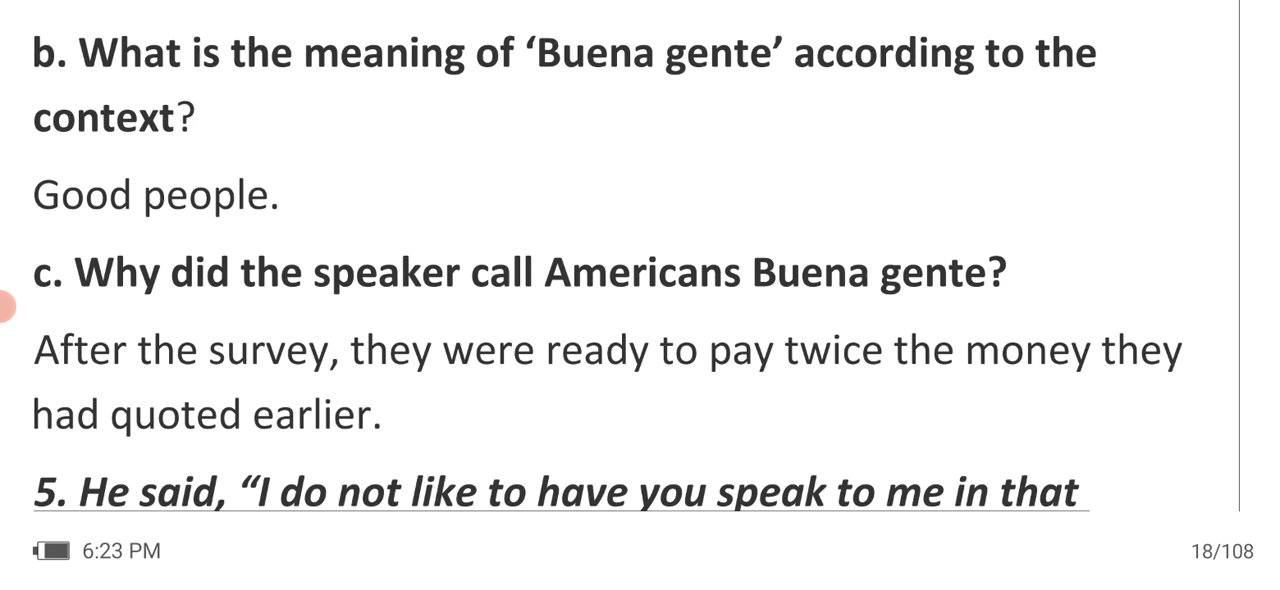 b. What is the meaning of ‘Buena gente’ according to the
context?
Good people.
c. Why did the speaker call Americans Buena gente?
After the survey, they were ready to pay twice the money they
had quoted earlier.
5. He said, “I do not like to have you speak to me in that
6:23 PM
18/108